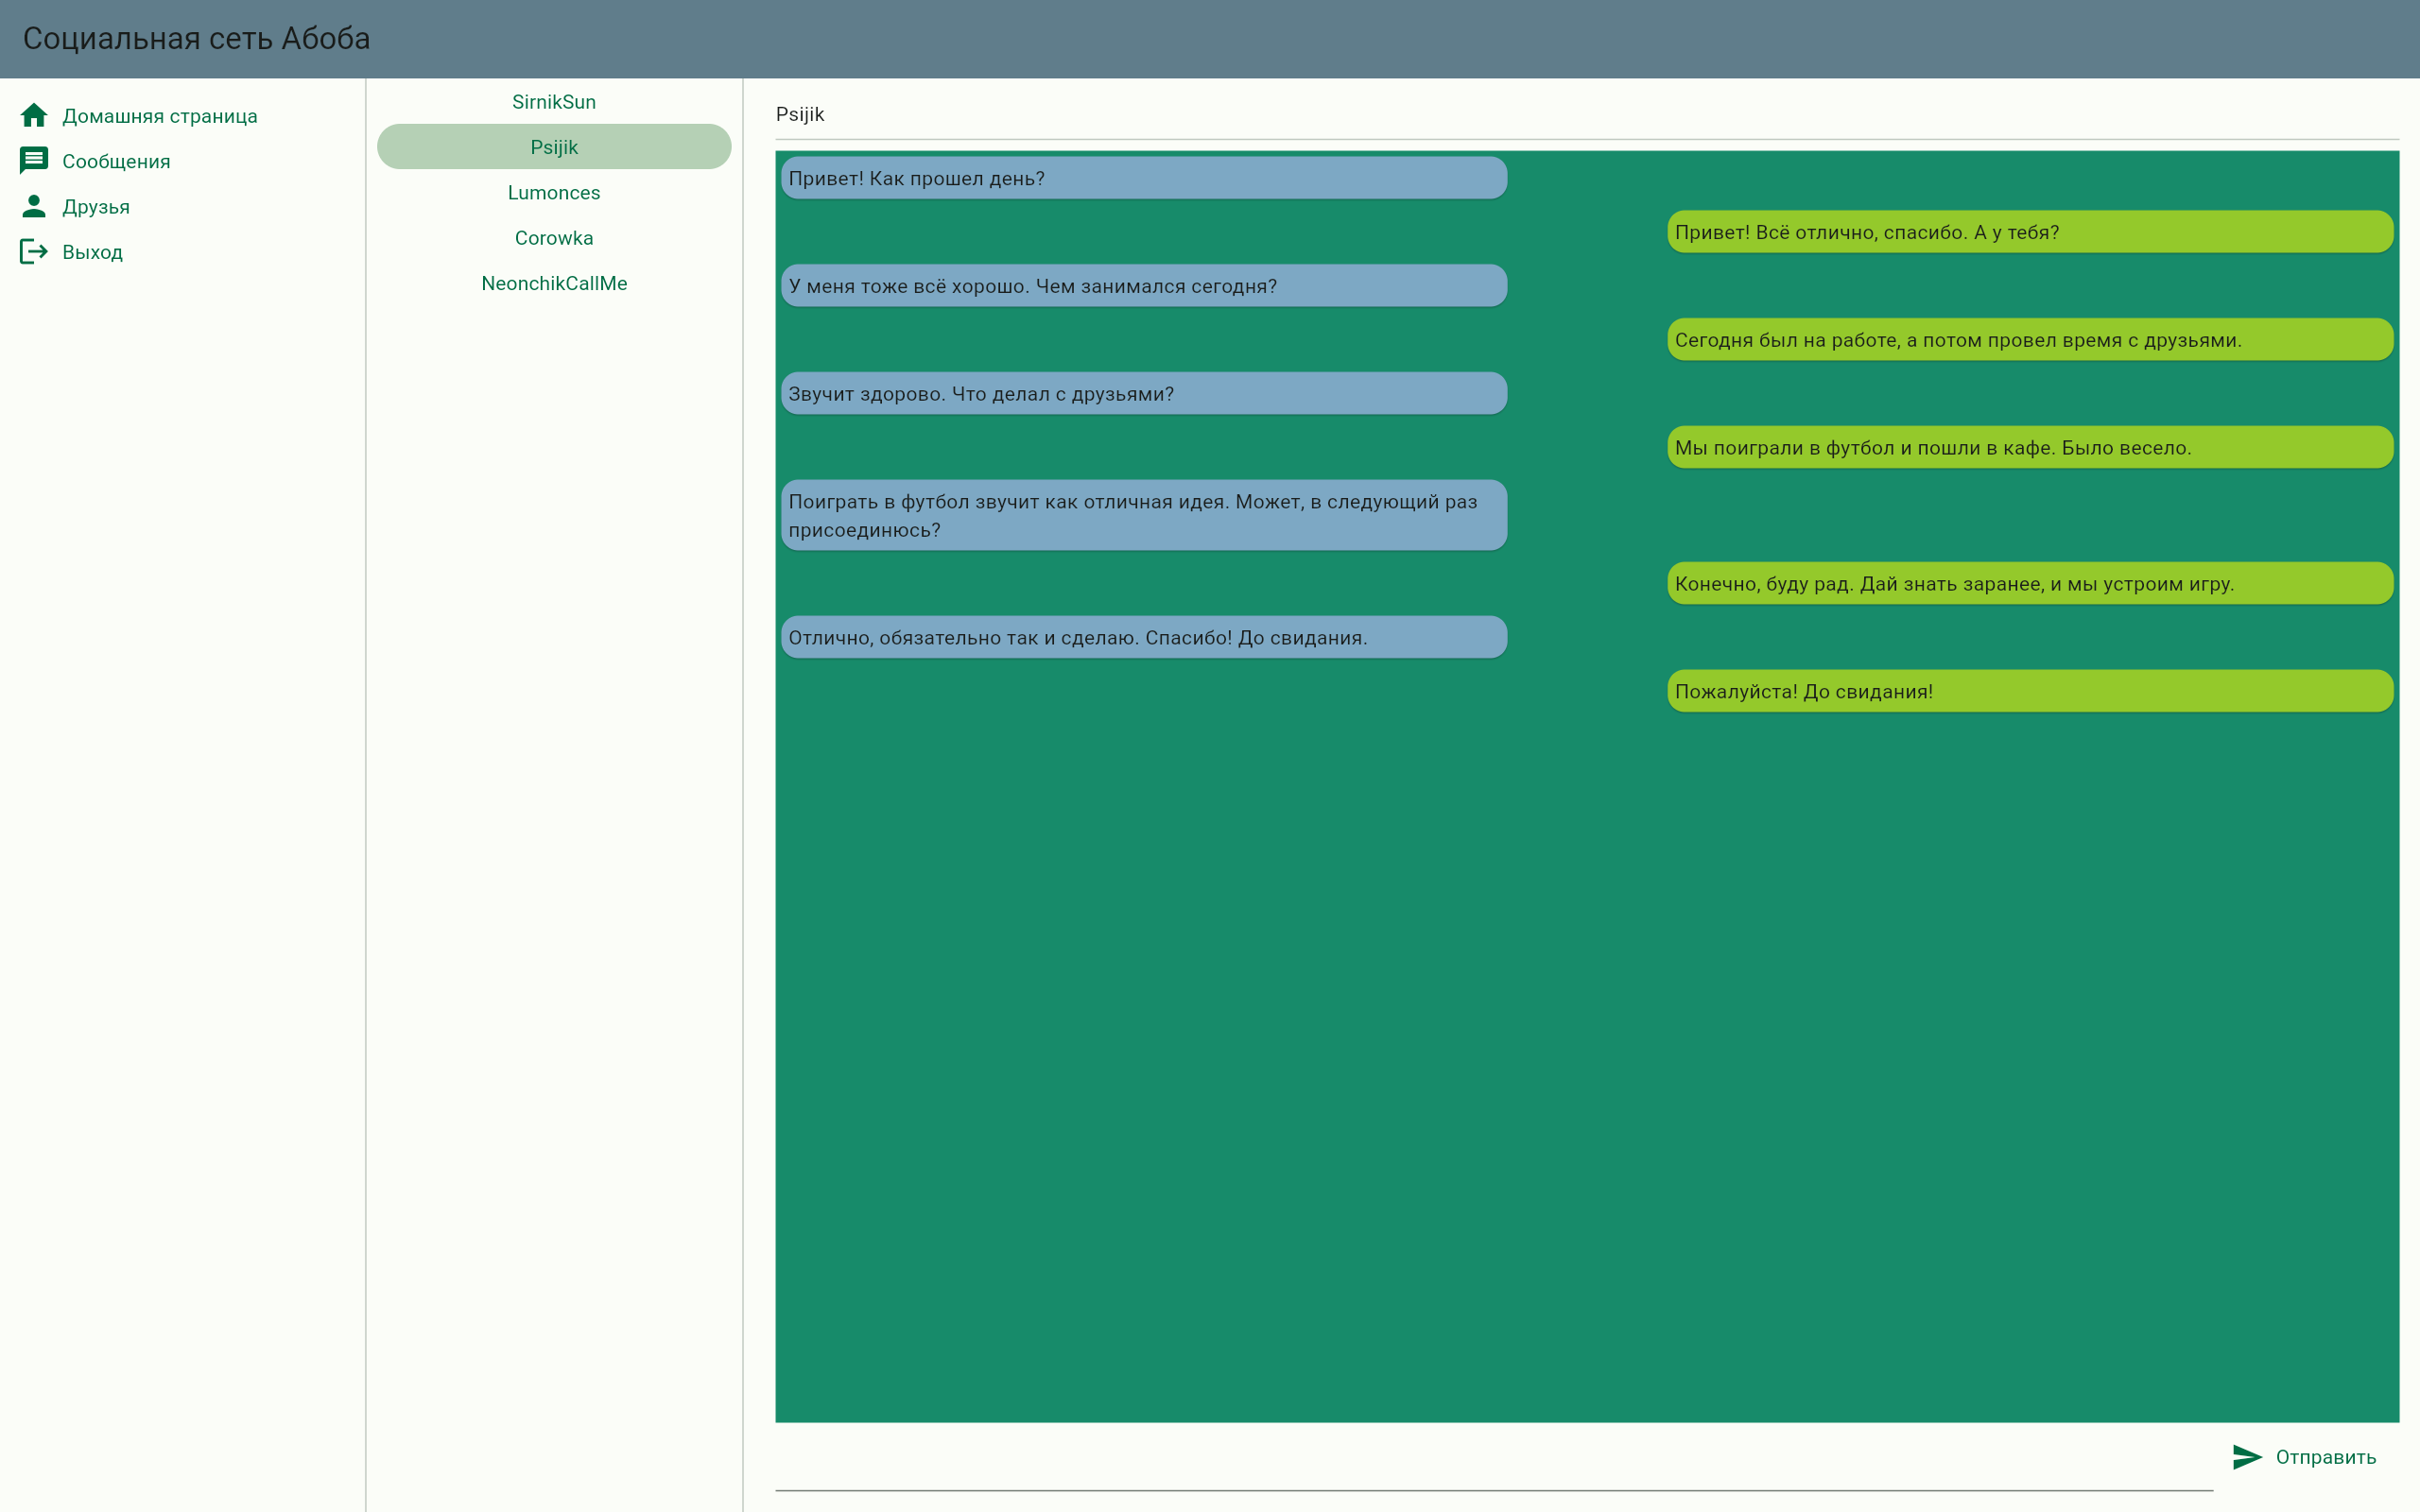 Социальная сеть Абоба
Домашняя страница
Сообщения
Друзья
Выход
SirnikSun
Psijik
Lumonces
Corowka
NeonchikCallMe
Psijik
Привет! Как прошел день?
Привет! Всё отлично, спасибо. А у тебя?
У меня тоже всё хорошо. Чем занимался сегодня?
Сегодня был на работе, а потом провел время с друзьями.
Звучит здорово. Что делал с друзьями?
Мы поиграли в футбол и пошли в кафе. Было весело.
Поиграть в футбол звучит как отличная идея. Может, в следующий раз
присоединюсь?
Конечно, буду рад. Дай знать заранее, и мы устроим игру.
Отлично, обязательно так и сделаю. Спасибо! До свидания.
Пожалуйста! До свидания!
Отправить